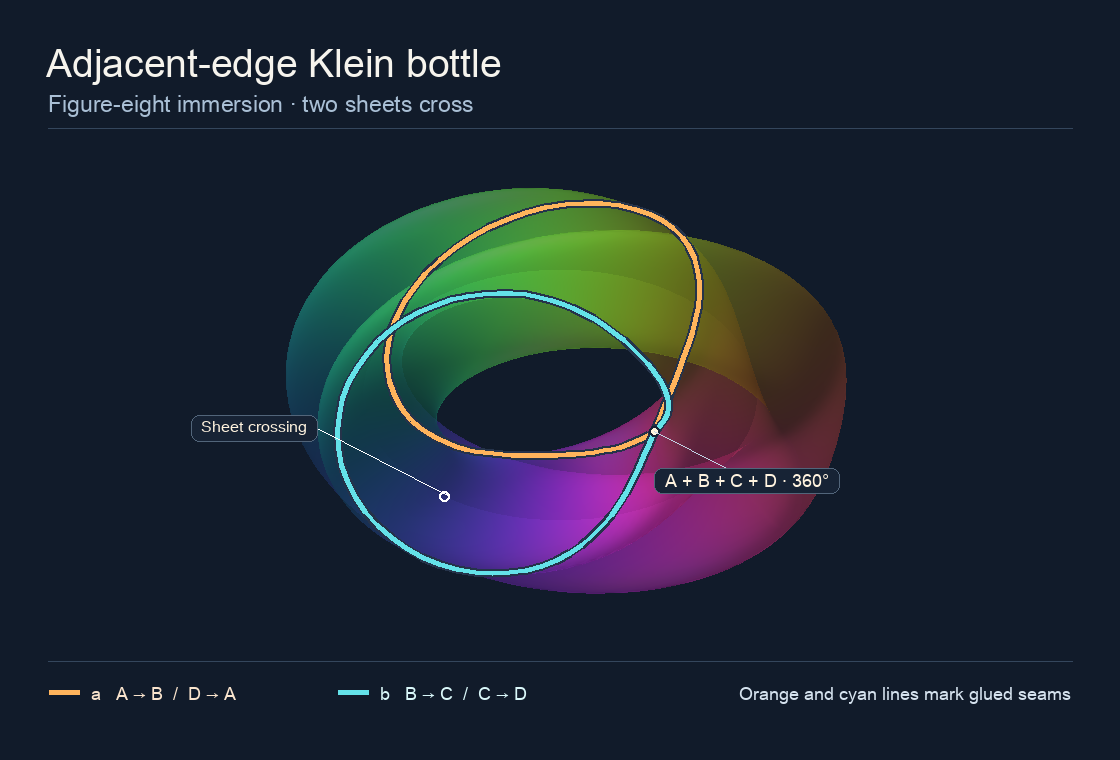 Adjacent-edge Klein bottle
Figure-eight immersion · two sheets cross
Sheet crossing
A + B + C + D · 360°
a A→B / D→A
b B→C / C→D
Orange and cyan lines mark glued seams